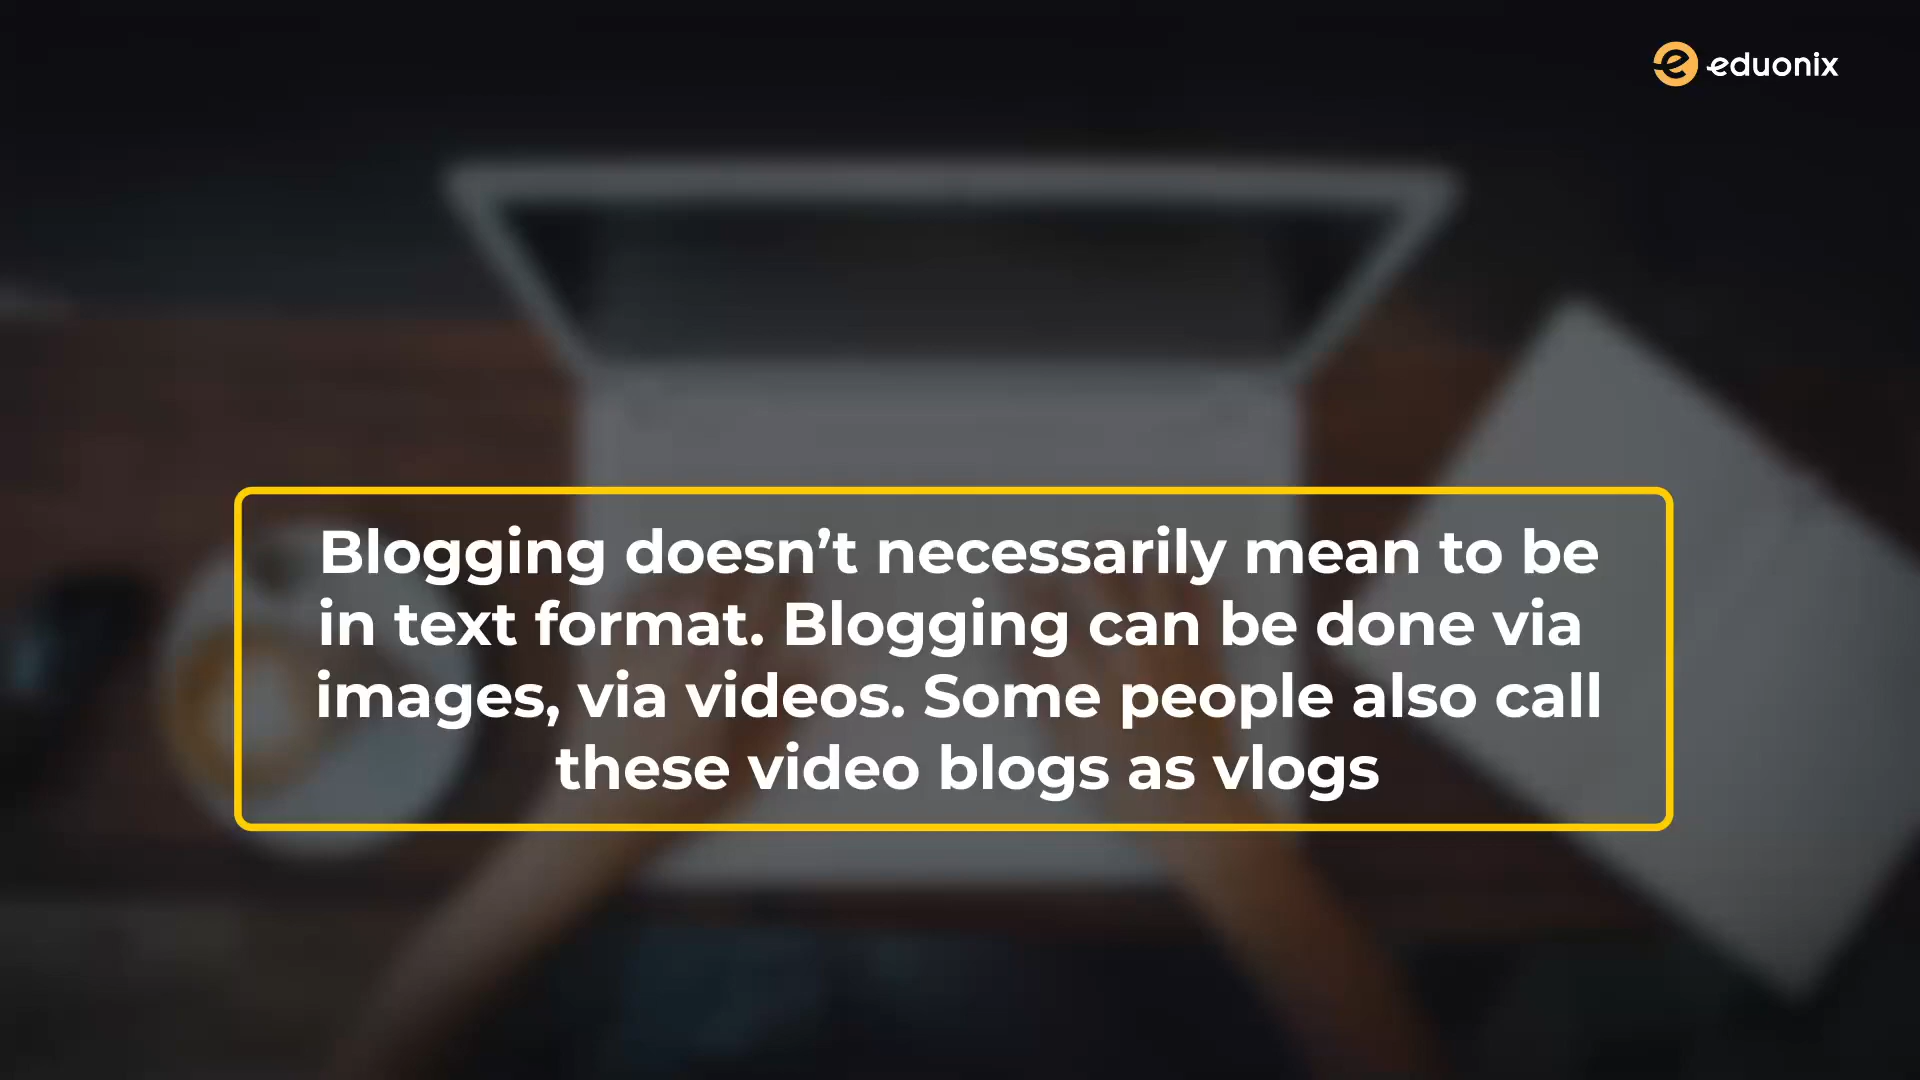 eduonix
Blogging doesn’t necessarily mean to be
in text format. Blogging can be done via
images, via videos. Some people also call
these video blogs as vlogs